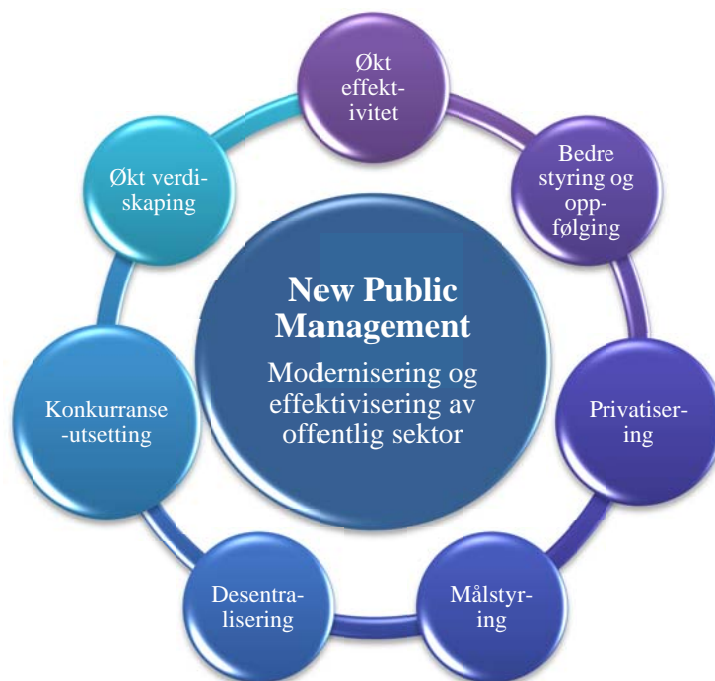 Økt
effekt-
ivitet
Bedre
styring og
opp-
følging
Privatiser-
ing
Målstyr-
ing
Desentra-
lisering
Konkurranse
-utsetting
Økt verdi-
skaping
New Public
Management
Modernisering og
effektivisering av
offentlig sektor